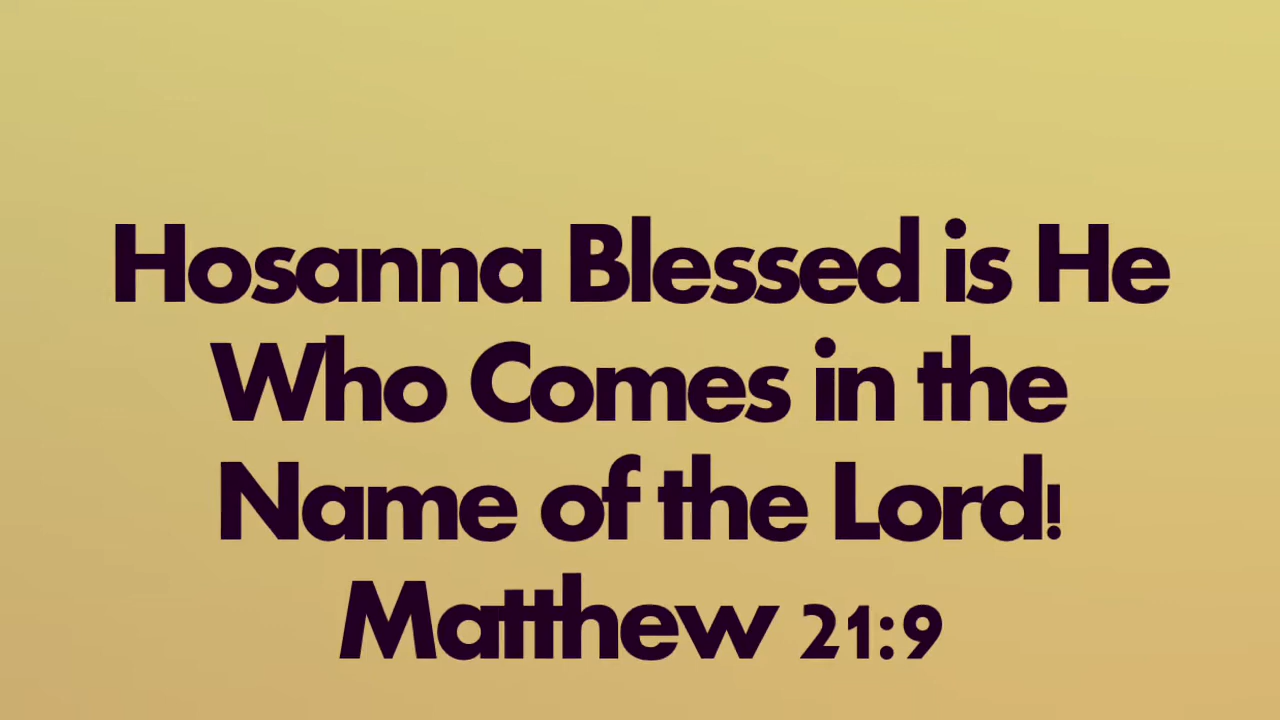 Hosanna Blessed is He
Who Comes in the
Name of the Lord!
Matthew 21:9